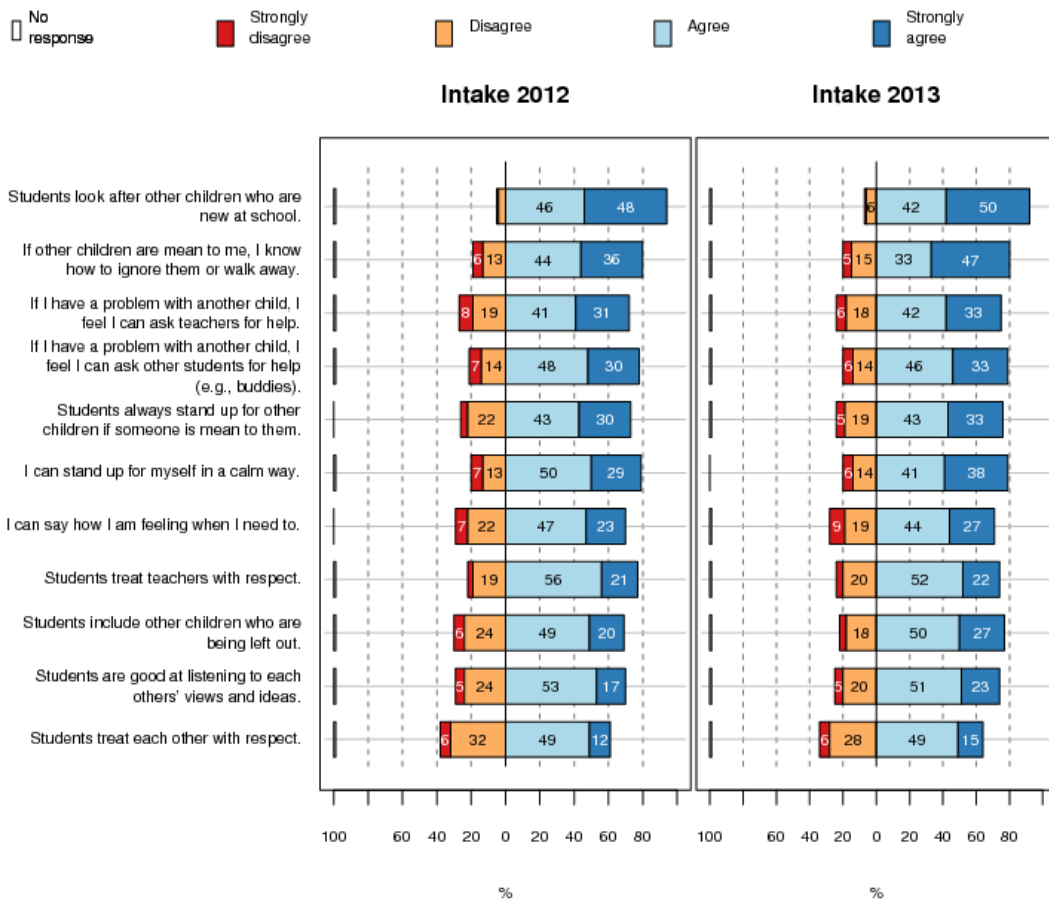 No response
Strongly disagree
Disagree
Agree
Strongly agree
Intake 2012
Intake 2013
Students look after other children who are
new at school.
46 48
6 42 50
If other children are mean to me, I know
how to ignore them or walk away.
6 13 44 36
5 15 33 47
If I have a problem with another child, I
feel I can ask teachers for help.
8 19 41 31
6 18 42 33
If I have a problem with another child, I
feel I can ask other students for help
(e.g., buddies).
7 14 48 30
6 14 46 33
Students always stand up for other
children if someone is mean to them.
22 43 30
5 19 43 33
I can stand up for myself in a calm way.
7 13 50 29
6 14 41 38
I can say how I am feeling when I need to.
7 22 47 23
9 19 44 27
Students treat teachers with respect.
19 56 21
20 52 22
Students include other children who are
being left out.
6 24 49 20
18 50 27
Students are good at listening to each
others' views and ideas.
5 24 53 17
5 20 51 23
Students treat each other with respect.
6 32 49 12
6 28 49 15
100 60 40 20 0 20 40 60 80
100 60 40 20 0 20 40 60 80
%
%